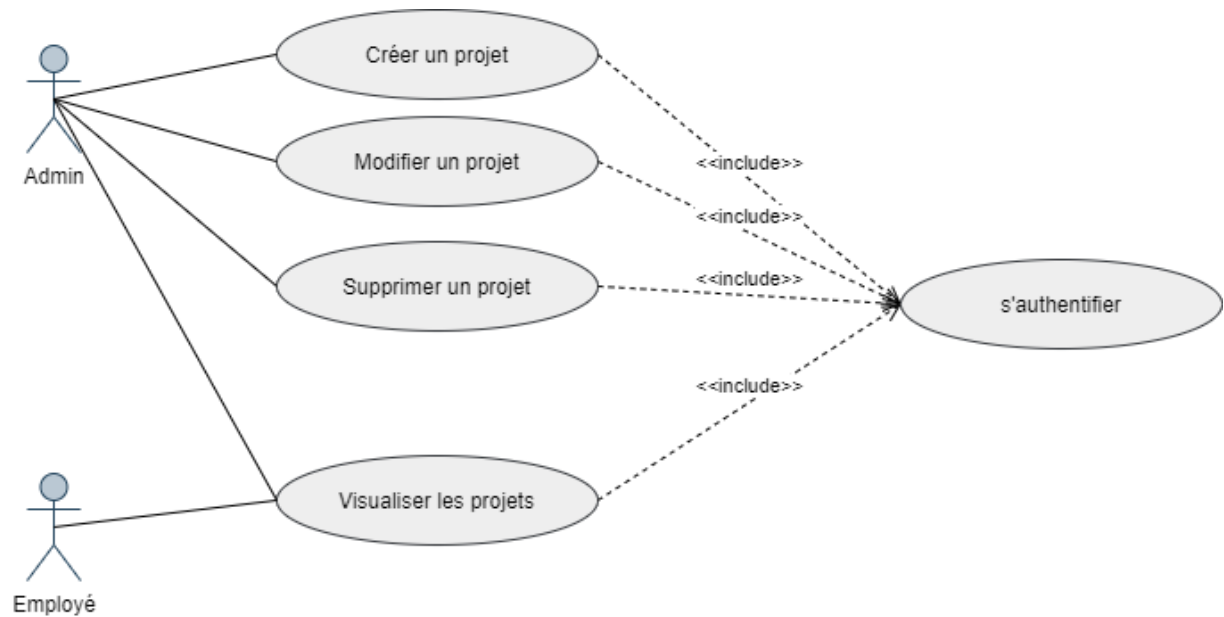 Créer un projet
Admin
Modifier un projet
<<include>>
<<include>>
Supprimer un projet
<<include>>
s'authentifier
<<include>>
Visualiser les projets
Employé